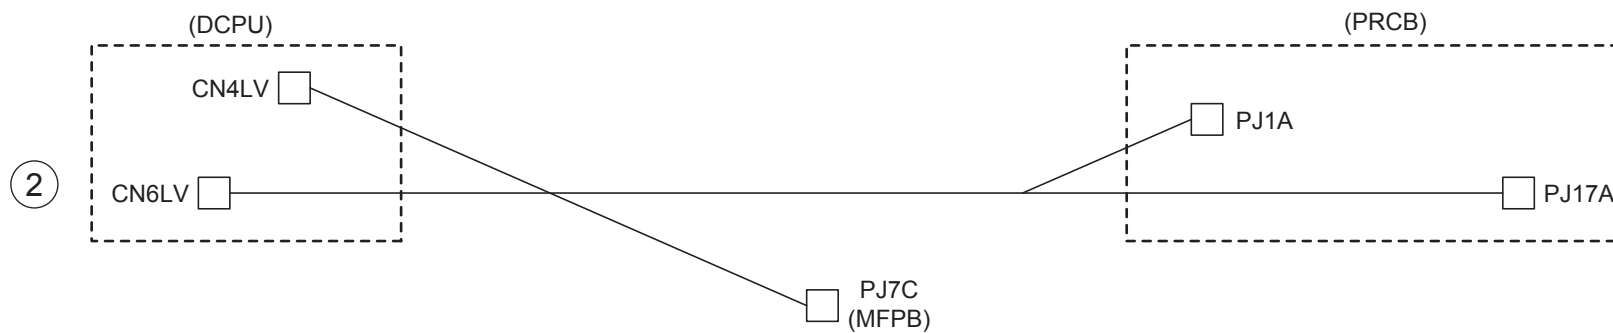 (DCPU)
(PRCB)
CN4LV
PJ1A
2
CN6LV
PJ17A
PJ7C
(MFPB)